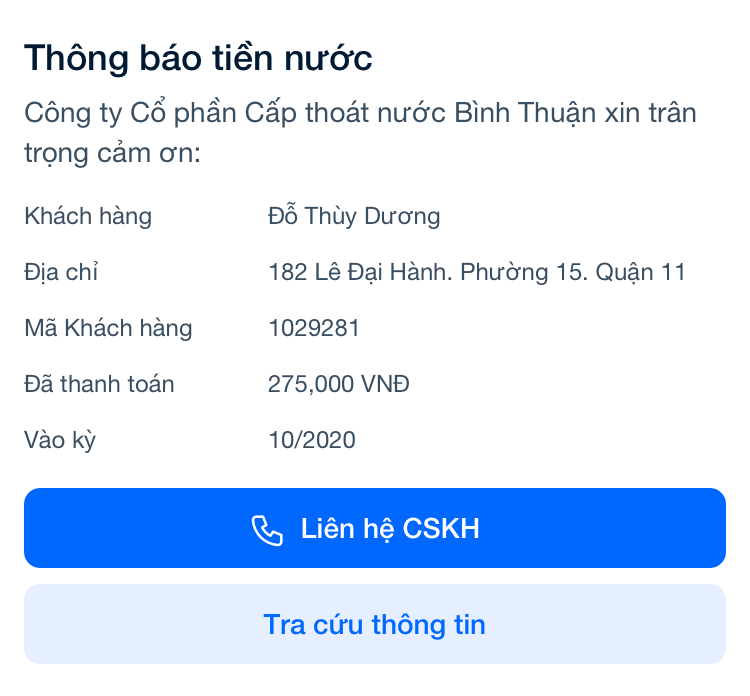 Thông báo tiền nước
Công ty Cổ phần Cấp thoát nước Bình Thuận xin trân
trọng cảm ơn:
Khách hàng Đỗ Thùy Dương
Địa chỉ 182 Lê Đại Hành. Phường 15. Quận 11
Mã Khách hàng 1029281
Đã thanh toán 275,000 VNĐ
Vào kỳ 10/2020
Liên hệ CSKH
Tra cứu thông tin